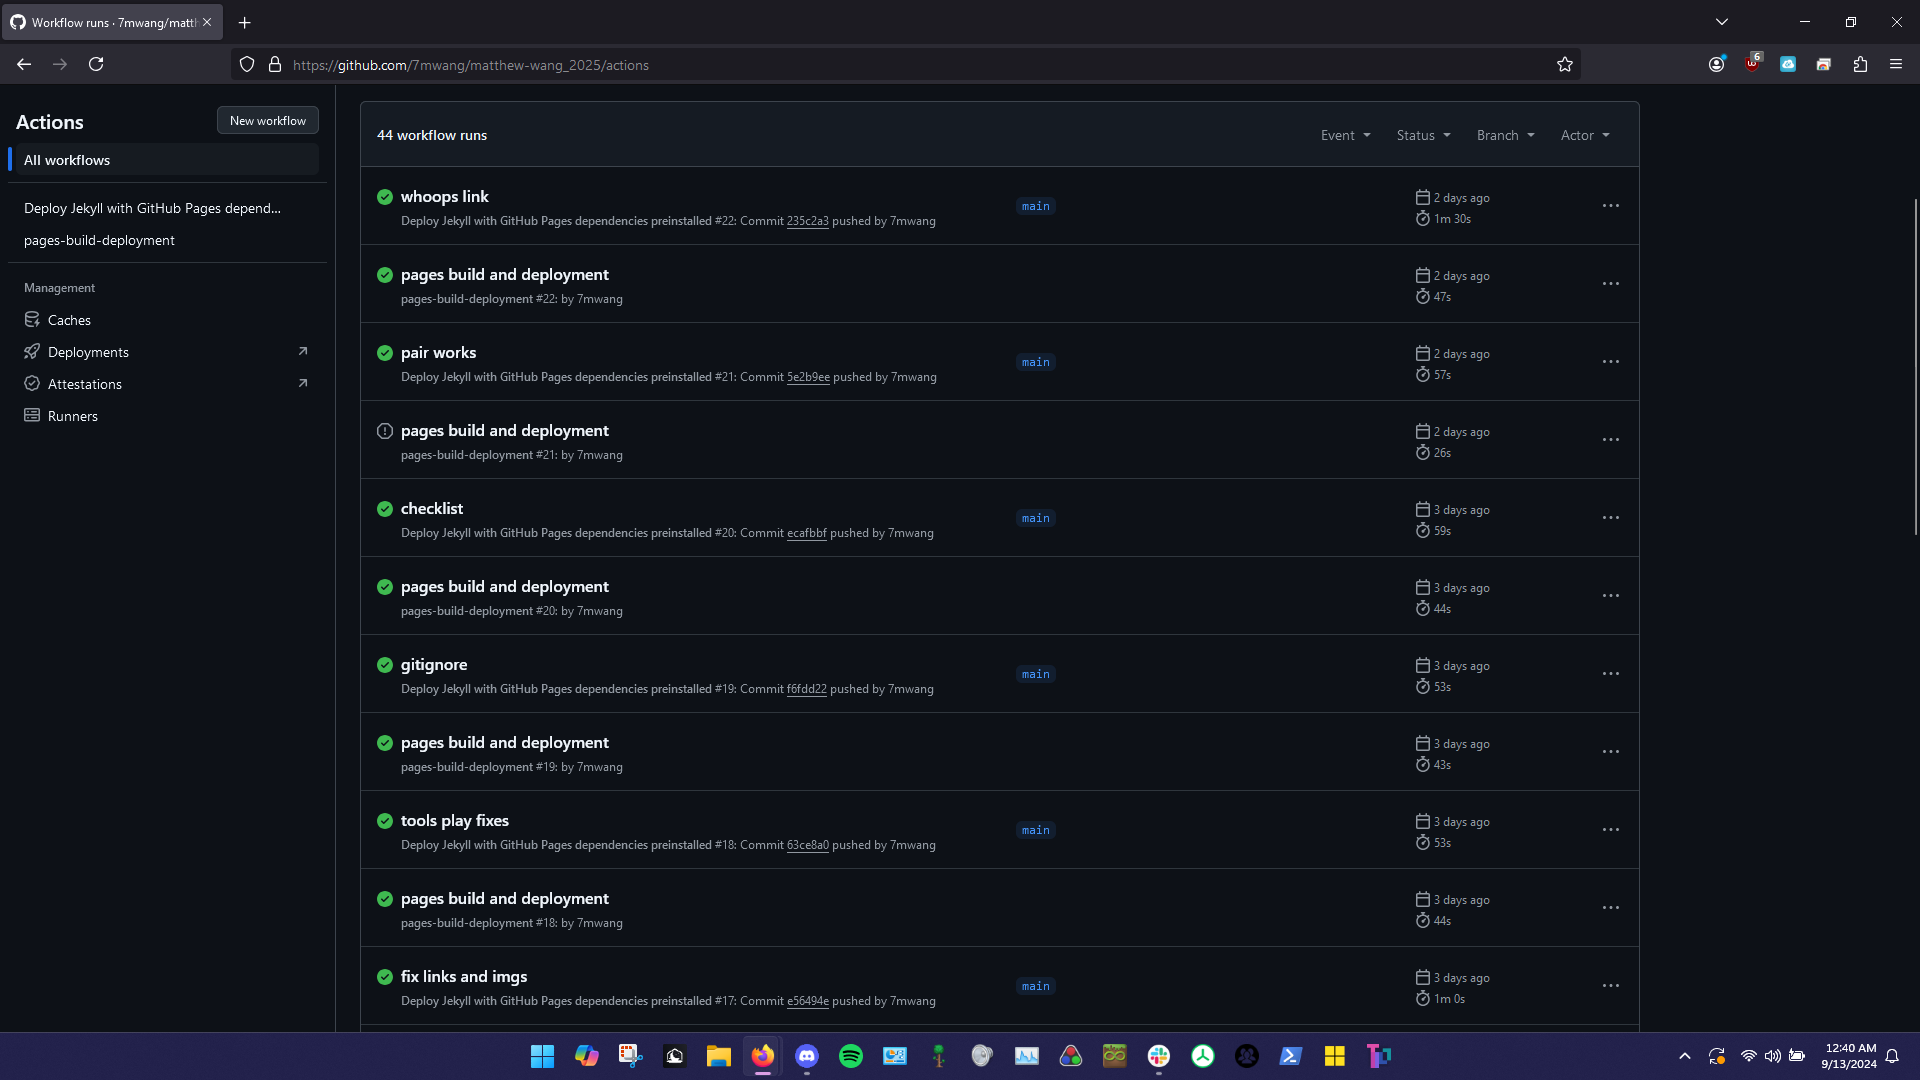 Workflow runs · 7mwang/matth
https://github.com/7mwang/matthew-wang_2025/actions
6
Actions
New workflow
All workflows
Deploy Jekyll with GitHub Pages depend...
pages-build-deployment
Management
Caches
Deployments
Attestations
Runners
44 workflow runs
Event
Status
Branch
Actor
whoops link
Deploy Jekyll with GitHub Pages dependencies preinstalled #22: Commit 235c2a3 pushed by 7mwang
main
2 days ago
1m 30s
pages build and deployment
pages-build-deployment #22: by 7mwang
2 days ago
47s
pair works
Deploy Jekyll with GitHub Pages dependencies preinstalled #21: Commit 5e2b9ee pushed by 7mwang
main
2 days ago
57s
pages build and deployment
pages-build-deployment #21: by 7mwang
2 days ago
26s
checklist
Deploy Jekyll with GitHub Pages dependencies preinstalled #20: Commit ecafbbf pushed by 7mwang
main
3 days ago
59s
pages build and deployment
pages-build-deployment #20: by 7mwang
3 days ago
44s
gitignore
Deploy Jekyll with GitHub Pages dependencies preinstalled #19: Commit f6fdd22 pushed by 7mwang
main
3 days ago
53s
pages build and deployment
pages-build-deployment #19: by 7mwang
3 days ago
43s
tools play fixes
Deploy Jekyll with GitHub Pages dependencies preinstalled #18: Commit 63ce8a0 pushed by 7mwang
main
3 days ago
53s
pages build and deployment
pages-build-deployment #18: by 7mwang
3 days ago
44s
fix links and imgs
Deploy Jekyll with GitHub Pages dependencies preinstalled #17: Commit e56494e pushed by 7mwang
main
3 days ago
1m 0s
12:40 AM
9/13/2024